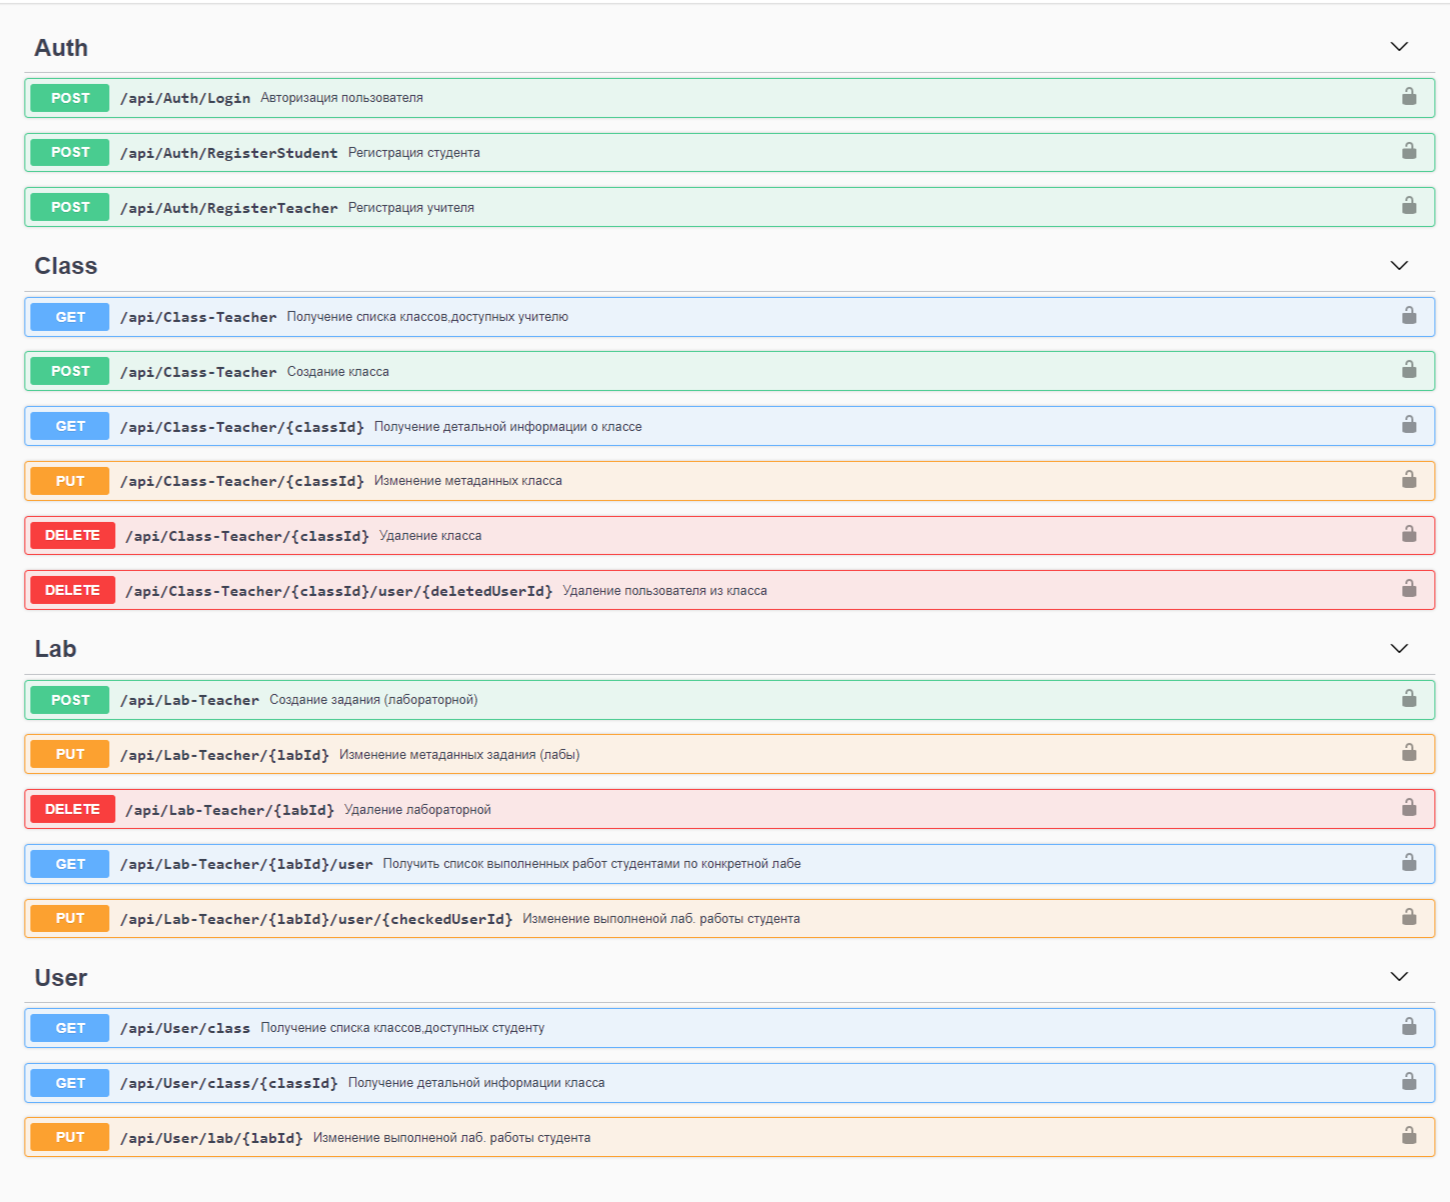 Auth
POST /api/Auth/Login Авторизация пользователя
POST /api/Auth/RegisterStudent Регистрация студента
POST /api/Auth/RegisterTeacher Регистрация учителя
Class
GET /api/Class-Teacher Получение списка классов,доступных учителю
POST /api/Class-Teacher Создание класса
GET /api/Class-Teacher/{classId} Получение детальной информации о классе
PUT /api/Class-Teacher/{classId} Изменение метаданных класса
DELETE /api/Class-Teacher/{classId} Удаление класса
DELETE /api/Class-Teacher/{classId}/user/{deletedUserId} Удаление пользователя из класса
Lab
POST /api/Lab-Teacher Создание задания (лабораторной)
PUT /api/Lab-Teacher/{labId} Изменение метаданных задания (лабы)
DELETE /api/Lab-Teacher/{labId} Удаление лабораторной
GET /api/Lab-Teacher/{labId}/user Получить список выполненных работ студентами по конкретной лабе
PUT /api/Lab-Teacher/{labId}/user/{checkedUserId} Изменение выполненой лаб. работы студента
User
GET /api/User/class Получение списка классов,доступных студенту
GET /api/User/class/{classId} Получение детальной информации класса
PUT /api/User/lab/{labId} Изменение выполненой лаб. работы студента